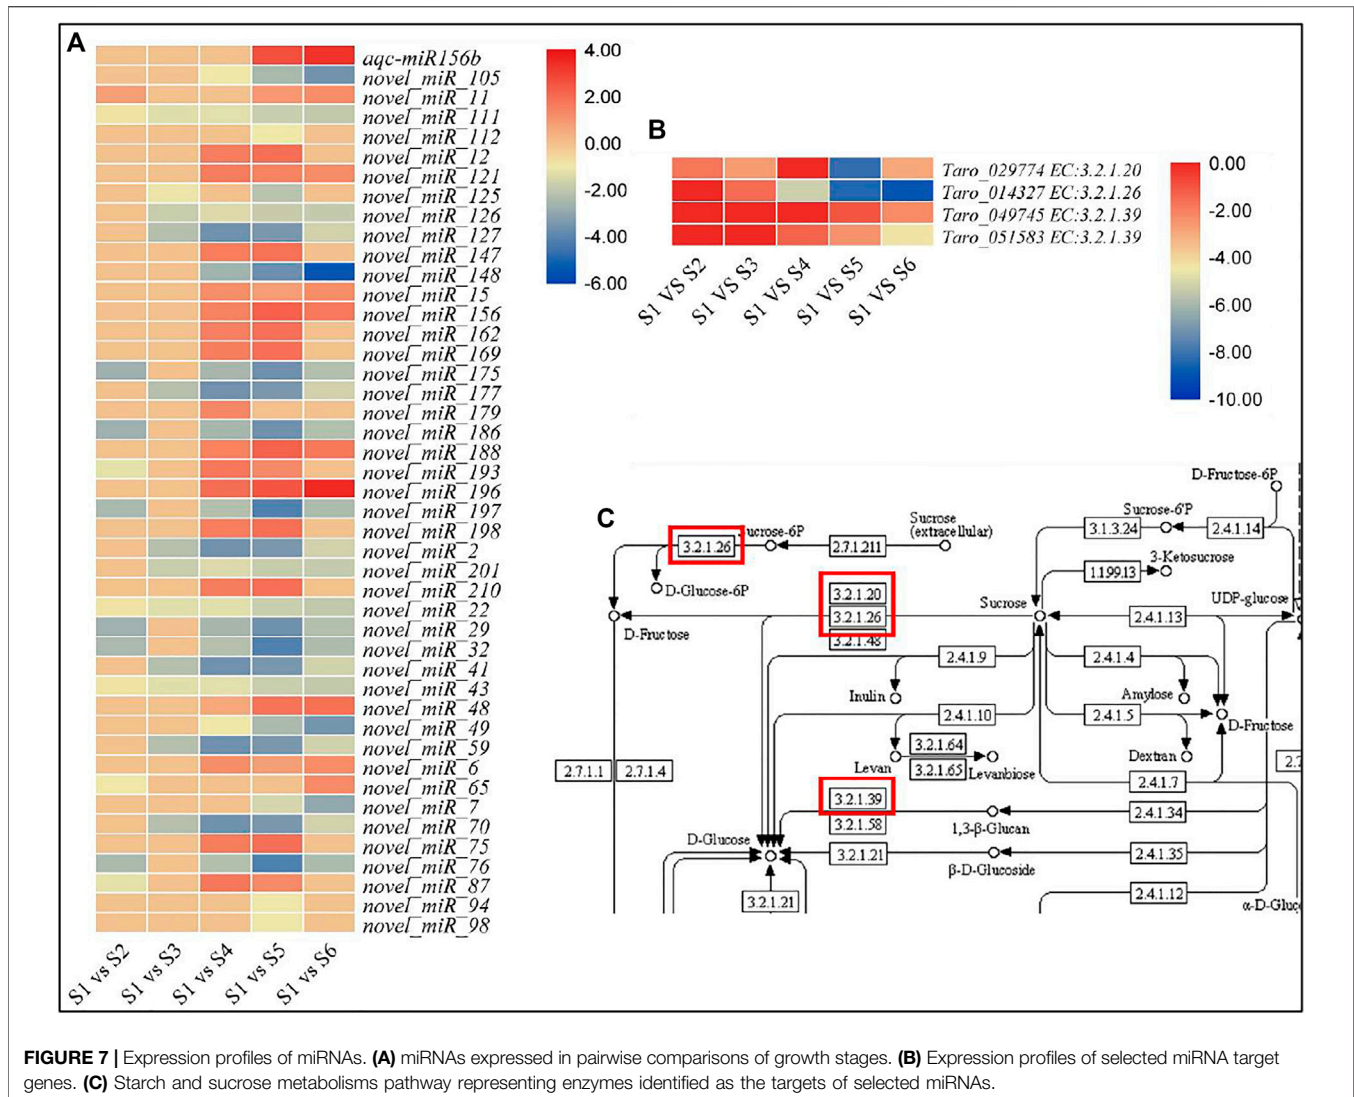 A
aqc-miR156b
novel_miR_105
novel_miR_11
novel_miR_111
novel_miR_112
novel_miR_12
novel_miR_121
novel_miR_125
novel_miR_126
novel_miR_127
novel_miR_147
novel_miR_148
novel_miR_15
novel_miR_156
novel_miR_162
novel_miR_169
novel_miR_175
novel_miR_177
novel_miR_179
novel_miR_186
novel_miR_188
novel_miR_193
novel_miR_196
novel_miR_197
novel_miR_198
novel_miR_2
novel_miR_201
novel_miR_210
novel_miR_22
novel_miR_29
novel_miR_32
novel_miR_41
novel_miR_43
novel_miR_48
novel_miR_49
novel_miR_59
novel_miR_6
novel_miR_65
novel_miR_7
novel_miR_70
novel_miR_75
novel_miR_76
novel_miR_87
novel_miR_94
novel_miR_98
S1 vs S2
S1 vs S3
S1 vs S4
S1 vs S5
S1 vs S6
4.00
2.00
0.00
-2.00
-4.00
-6.00
B
Taro_029774 EC:3.2.1.20
Taro_014327 EC:3.2.1.26
Taro_049745 EC:3.2.1.39
Taro_051583 EC:3.2.1.39
S1 VS S2
S1 VS S3
S1 VS S4
S1 VS S5
S1 VS S6
0.00
-2.00
-4.00
-6.00
-8.00
-10.00
C
D-Fructose-6P
Sucrose-6'P
3.1.3.24
2.4.1.14
Sucrose
(extracellular)
ucrose-6P
3.2.1.26
2.7.1.211
3-Ketosucrose
1.1.99.13
D-Glucose-6P
3.2.1.20
3.2.1.26
3.2.1.48
Sucrose
UDP-glucose
2.4.1.13
D-Fructose
2.4.1.9
2.4.1.4
Inulin
Amylose
2.4.1.10
2.4.1.5
D-Fructose
3.2.1.64
3.2.1.65
Levan
Levanbiose
Dextran
2.7.1.1
2.7.1.4
2.4.1.7
3.2.1.39
3.2.1.58
1,3-β-Glucan
2.4.1.34
D-Glucose
3.2.1.21
β-D-Glucoside
2.4.1.35
3.2.1.21
2.4.1.12
α-D-Gluc
FIGURE 7 | Expression profiles of miRNAs. (A) miRNAs expressed in pairwise comparisons of growth stages. (B) Expression profiles of selected miRNA target
genes. (C) Starch and sucrose metabolisms pathway representing enzymes identified as the targets of selected miRNAs.